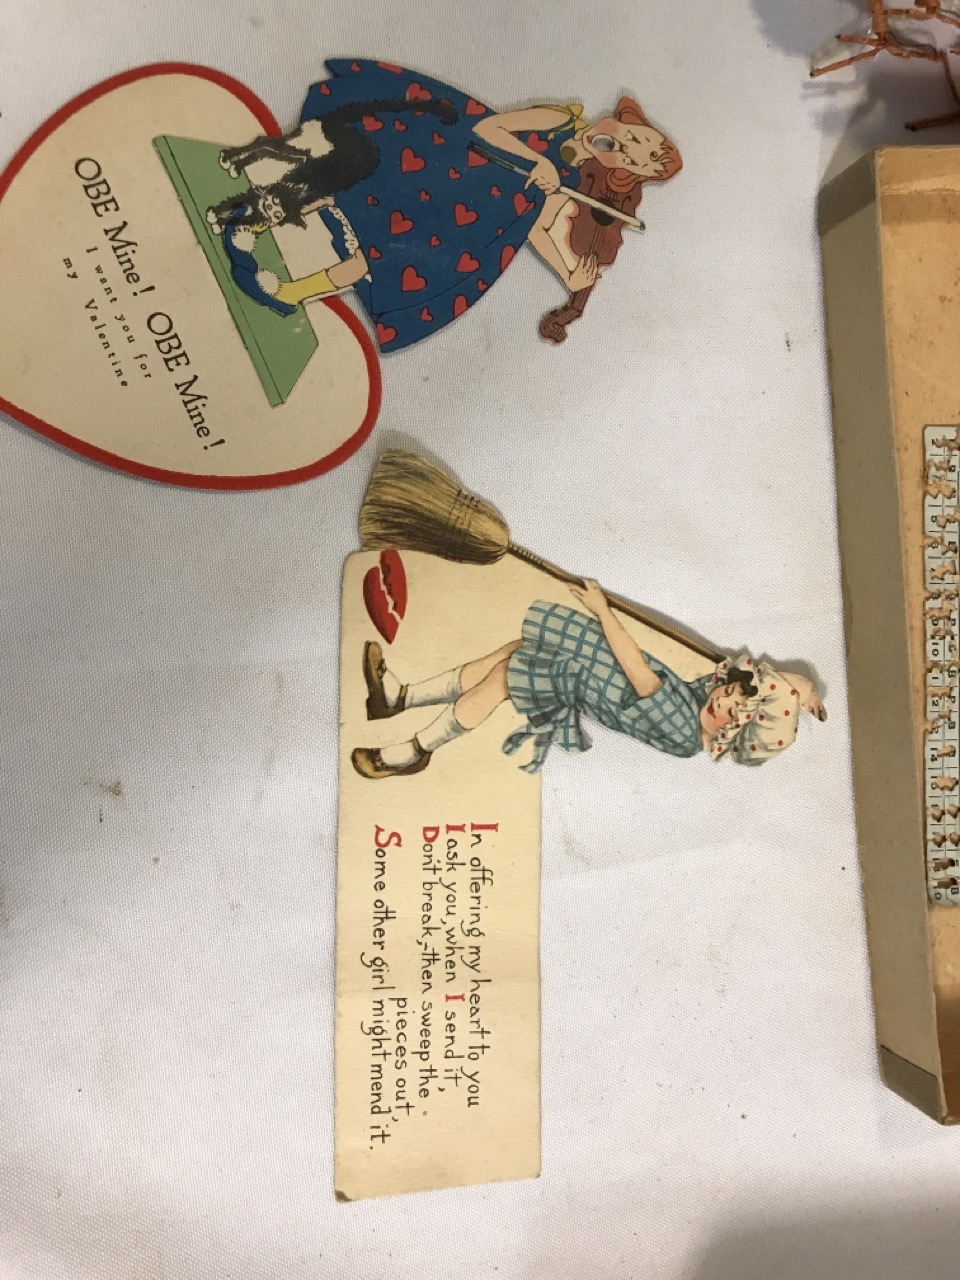 OBE Mine! OBE Mine!
I want you for
my Valentine
In offering my heart to you
I ask you, when I send it,
Don't break,-then sweep the
pieces out,
Some other girl might mend it.